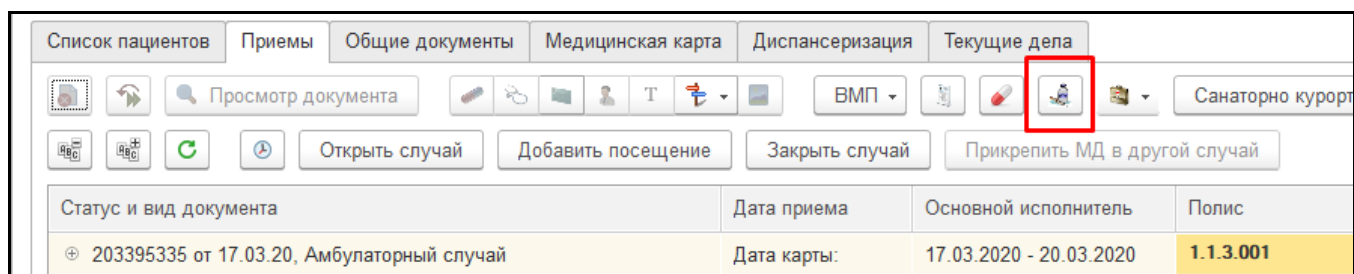 Список пациентов Приемы Общие документы Медицинская карта Диспансеризация Текущие дела
Просмотр документа T ВМП Санаторно курорт
Открыть случай Добавить посещение Закрыть случай Прикрепить МД в другой случай
Статус и вид документа Дата приема Основной исполнитель Полис
203395335 от 17.03.20, Амбулаторный случай Дата карты: 17.03.2020 - 20.03.2020 1.1.3.001